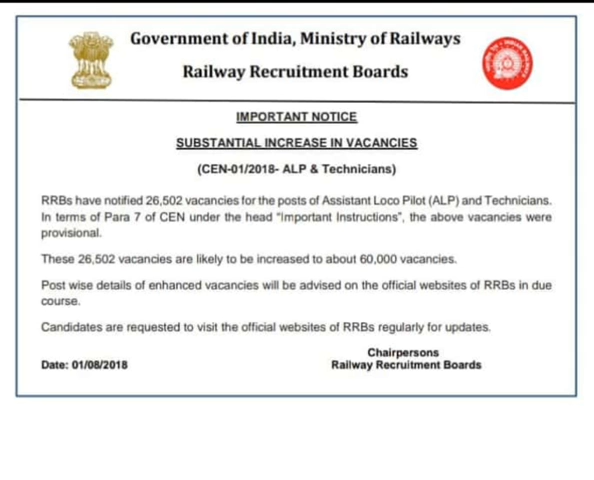 Government of India, Ministry of Railways
Railway Recruitment Boards
IMPORTANT NOTICE
SUBSTANTIAL INCREASE IN VACANCIES
(CEN-01/2018- ALP & Technicians)
RRBs have notified 26,502 vacancies for the posts of Assistant Loco Pilot (ALP) and Technicians.
In terms of Para 7 of CEN under the head "Important Instructions", the above vacancies were
provisional.
These 26,502 vacancies are likely to be increased to about 60,000 vacancies.
Post wise details of enhanced vacancies will be advised on the official websites of RRBs in due
course.
Candidates are requested to visit the official websites of RRBs regularly for updates.
Chairpersons
Date: 01/08/2018 Railway Recruitment Boards